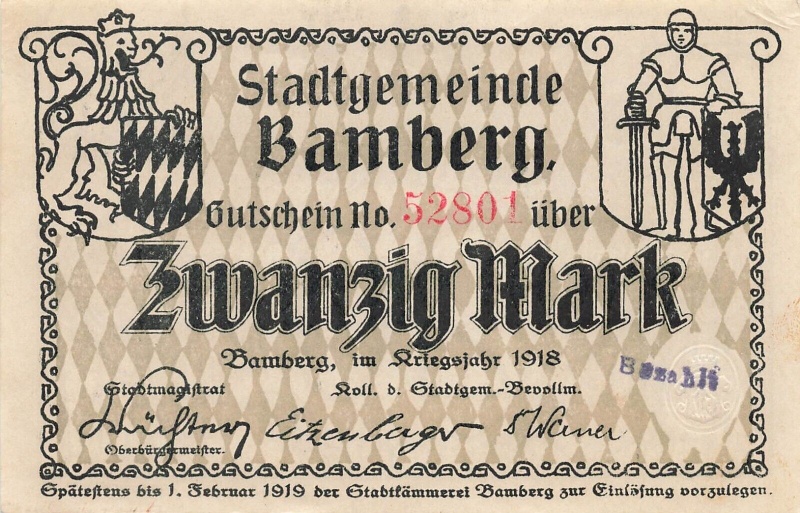 Stadtgemeinde
Bamberg.
Gutschein No. 52801 über
Zwanzig Mark
Bamberg, im Kriegsjahr 1918
Bezahlt
Stadtmagistrat Koll. d. Stadtgem.-Bevollm.
Oberbürgermeister.
Spätestens bis 1. Februar 1919 der Stadtkämmerei Bamberg zur Einlösung vorzulegen.